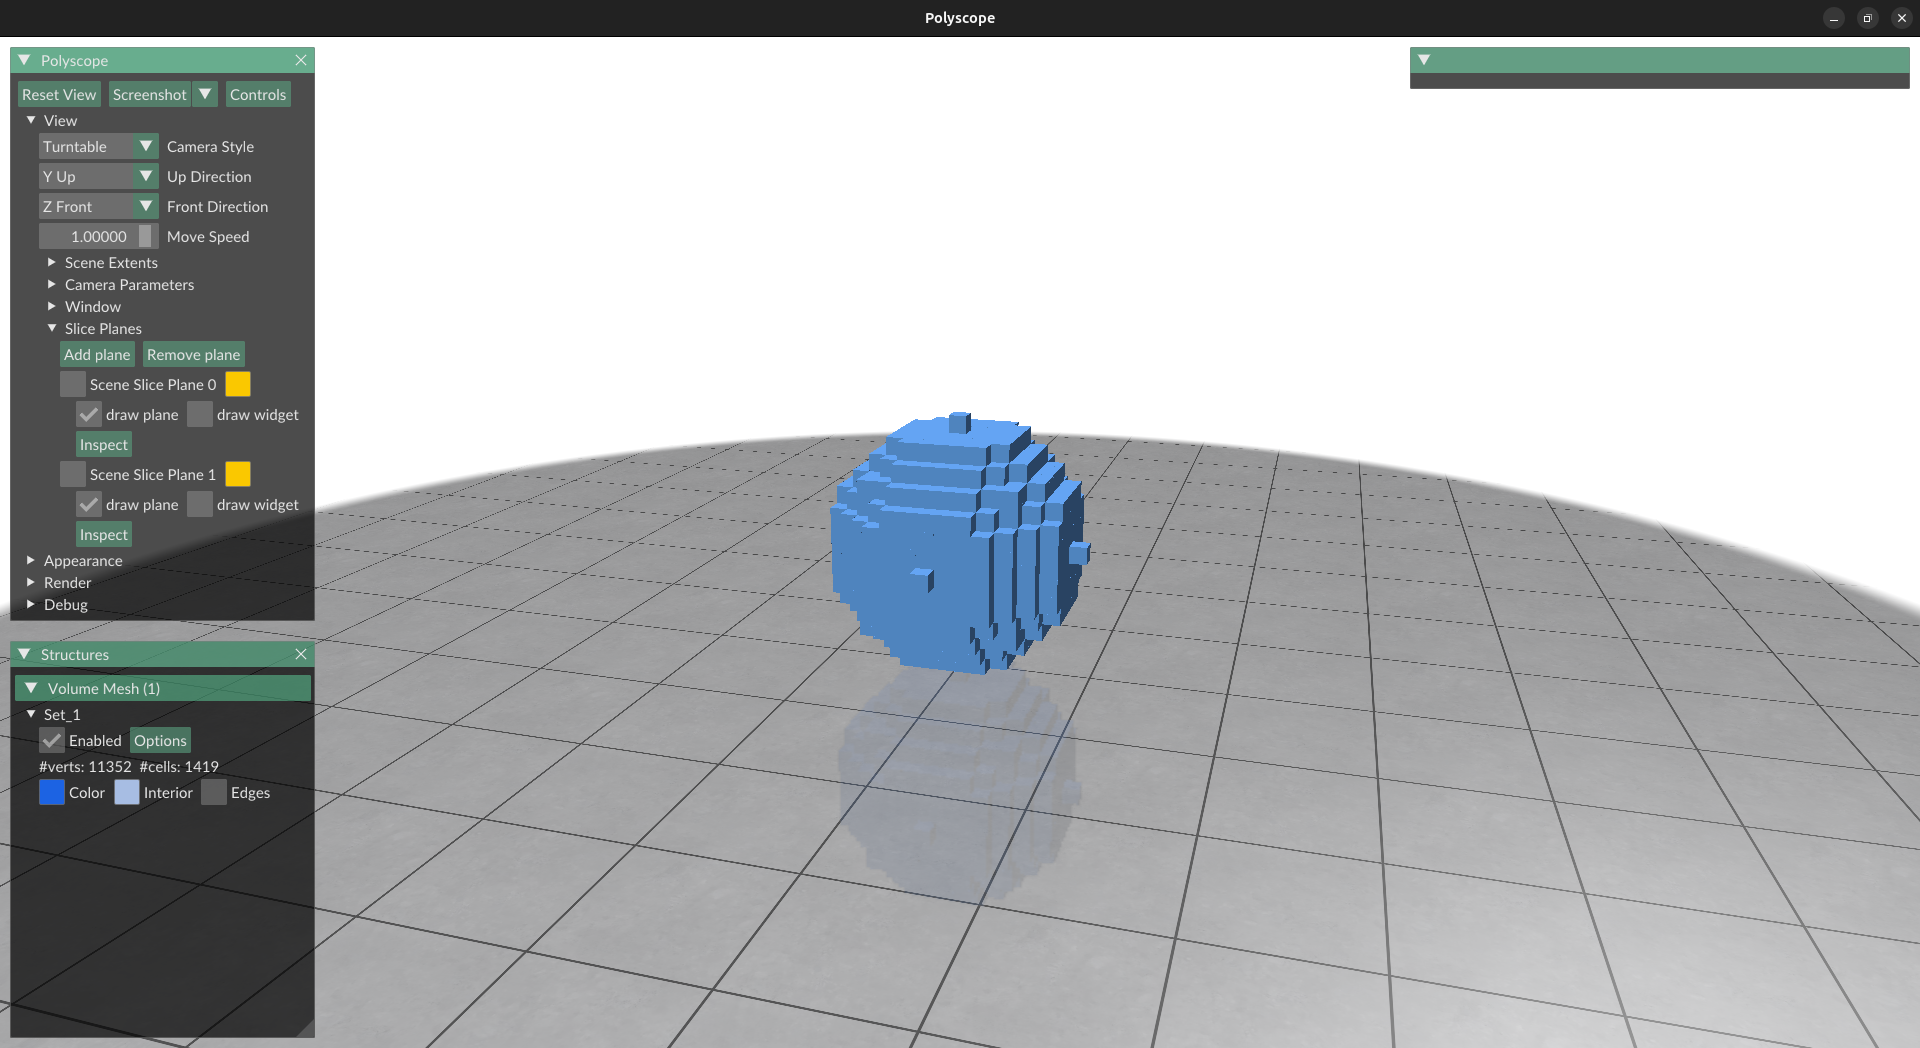 Polyscope
Polyscope
Reset View Screenshot Controls
View
Turntable Camera Style
Y Up Up Direction
Z Front Front Direction
1.00000 Move Speed
Scene Extents
Camera Parameters
Window
Slice Planes
Add plane Remove plane
Scene Slice Plane 0
draw plane draw widget
Inspect
Scene Slice Plane 1
draw plane draw widget
Inspect
Appearance
Render
Debug
Structures
Volume Mesh (1)
Set_1
Enabled Options
#verts: 11352 #cells: 1419
Color Interior Edges